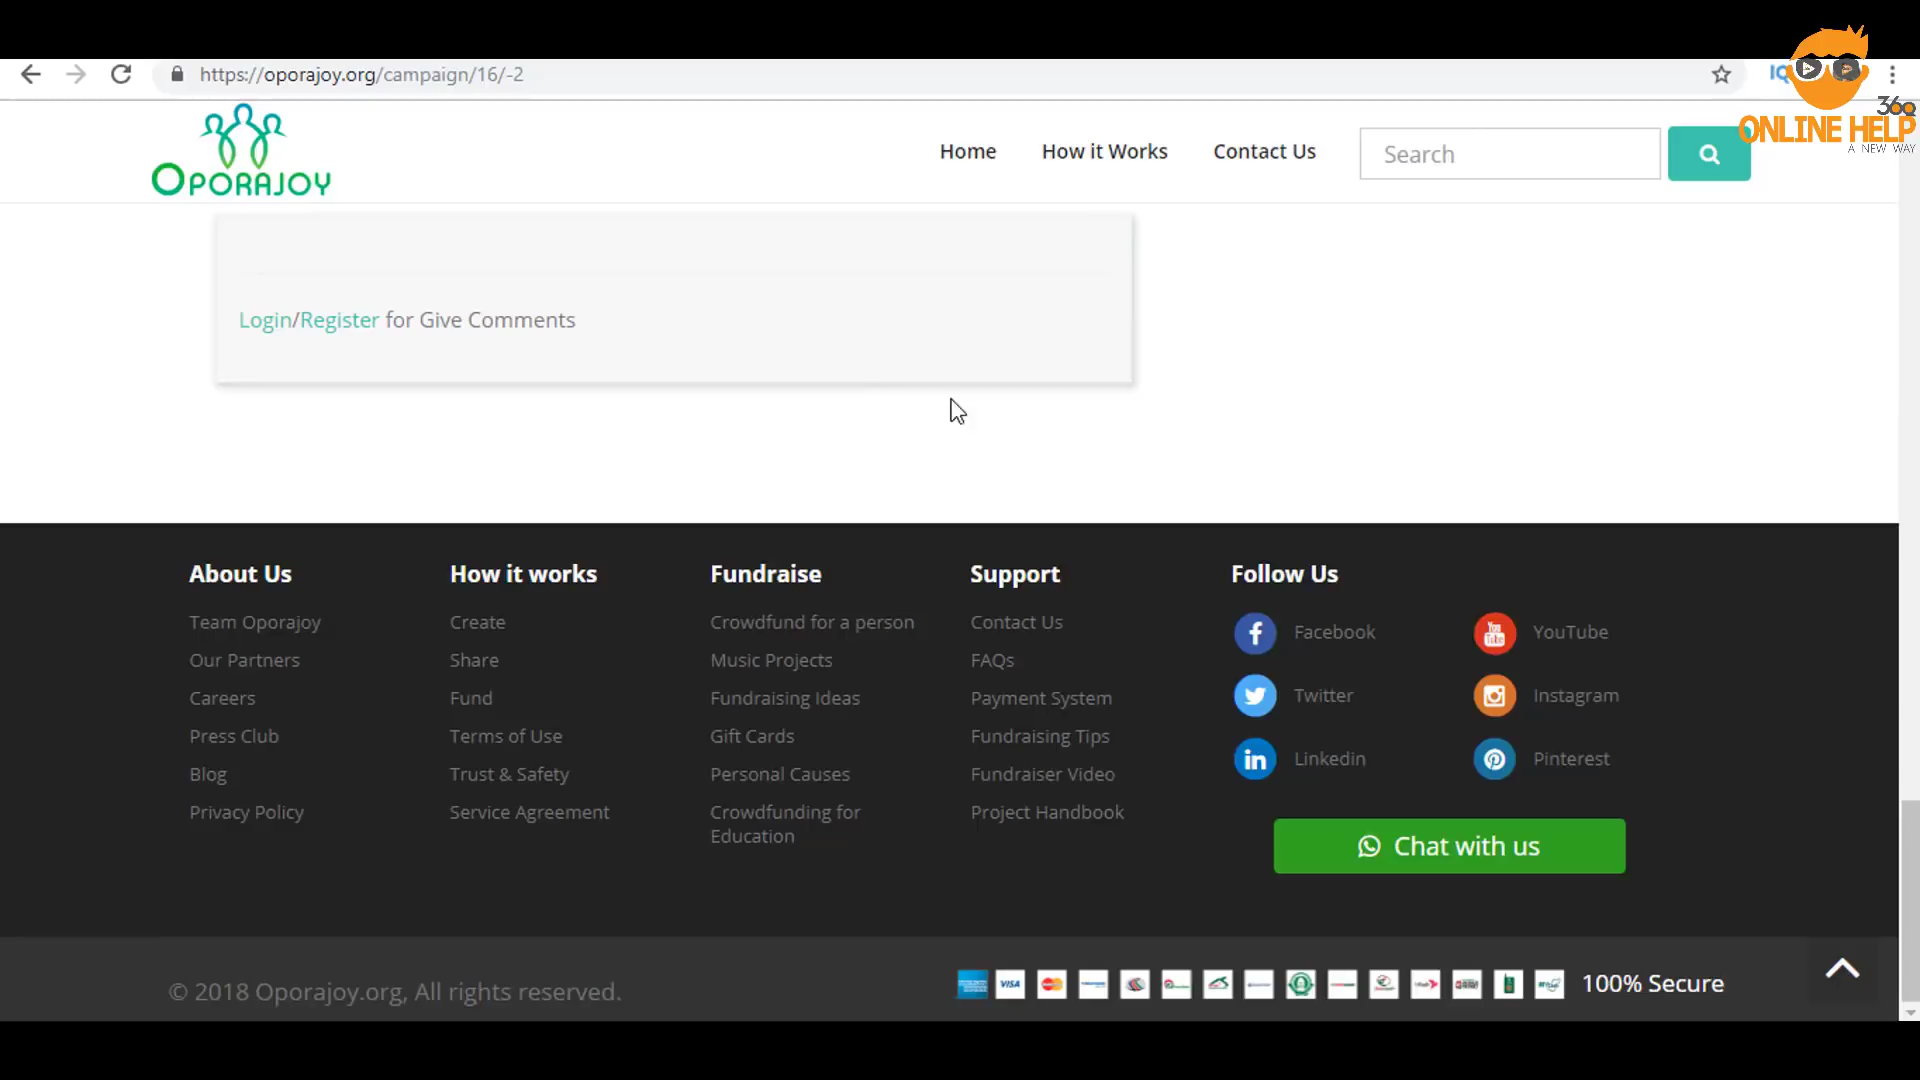 https://oporajoy.org/campaign/16/-2
360
ONLINE HELP
A NEW WAY
OPORAJOY
Home
How it Works
Contact Us
Search
Login/Register for Give Comments
About Us
Team Oporajoy
Our Partners
Careers
Press Club
Blog
Privacy Policy
How it works
Create
Share
Fund
Terms of Use
Trust & Safety
Service Agreement
Fundraise
Crowdfund for a person
Music Projects
Fundraising Ideas
Gift Cards
Personal Causes
Crowdfunding for
Education
Support
Contact Us
FAQs
Payment System
Fundraising Tips
Fundraiser Video
Project Handbook
Follow Us
Facebook
YouTube
Twitter
Instagram
Linkedin
Pinterest
Chat with us
© 2018 Oporajoy.org, All rights reserved.
VISA
100% Secure